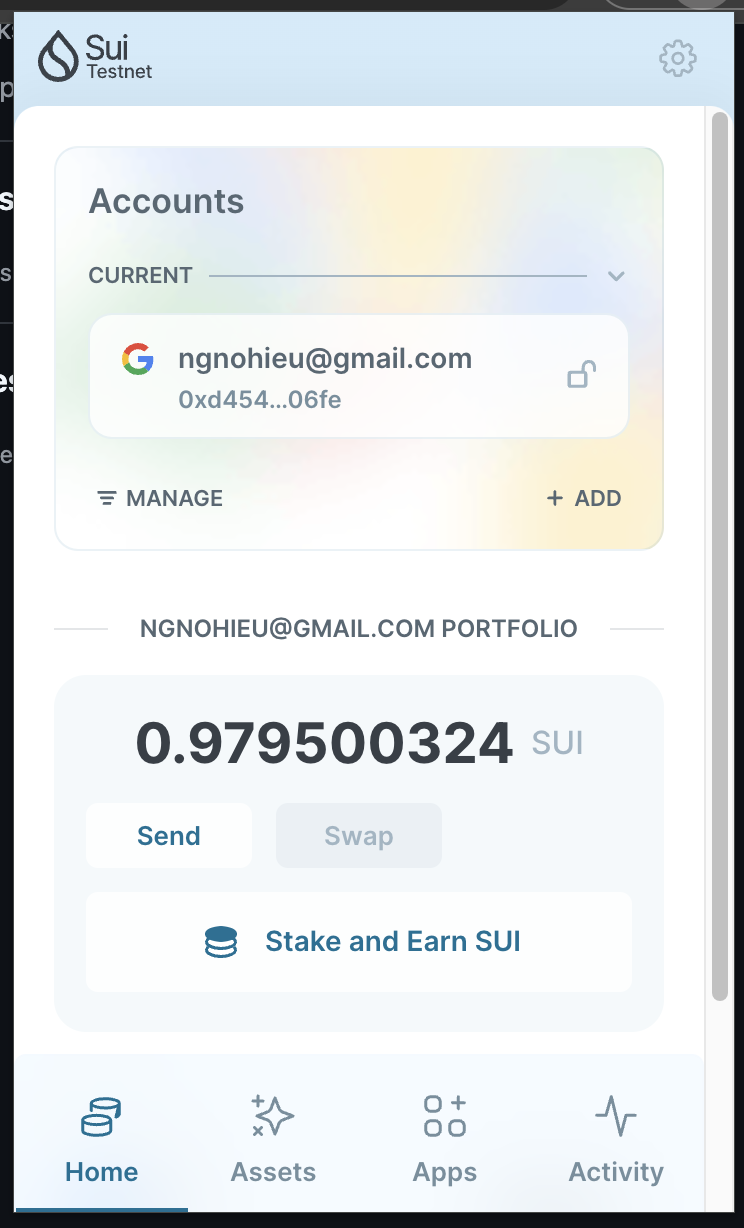 Sui
Testnet
Accounts
CURRENT
ngnohieu@gmail.com
0xd454...06fe
MANAGE
+ ADD
NGNOHIEU@GMAIL.COM PORTFOLIO
0.979500324 SUI
Send
Swap
Stake and Earn SUI
Home
Assets
Apps
Activity